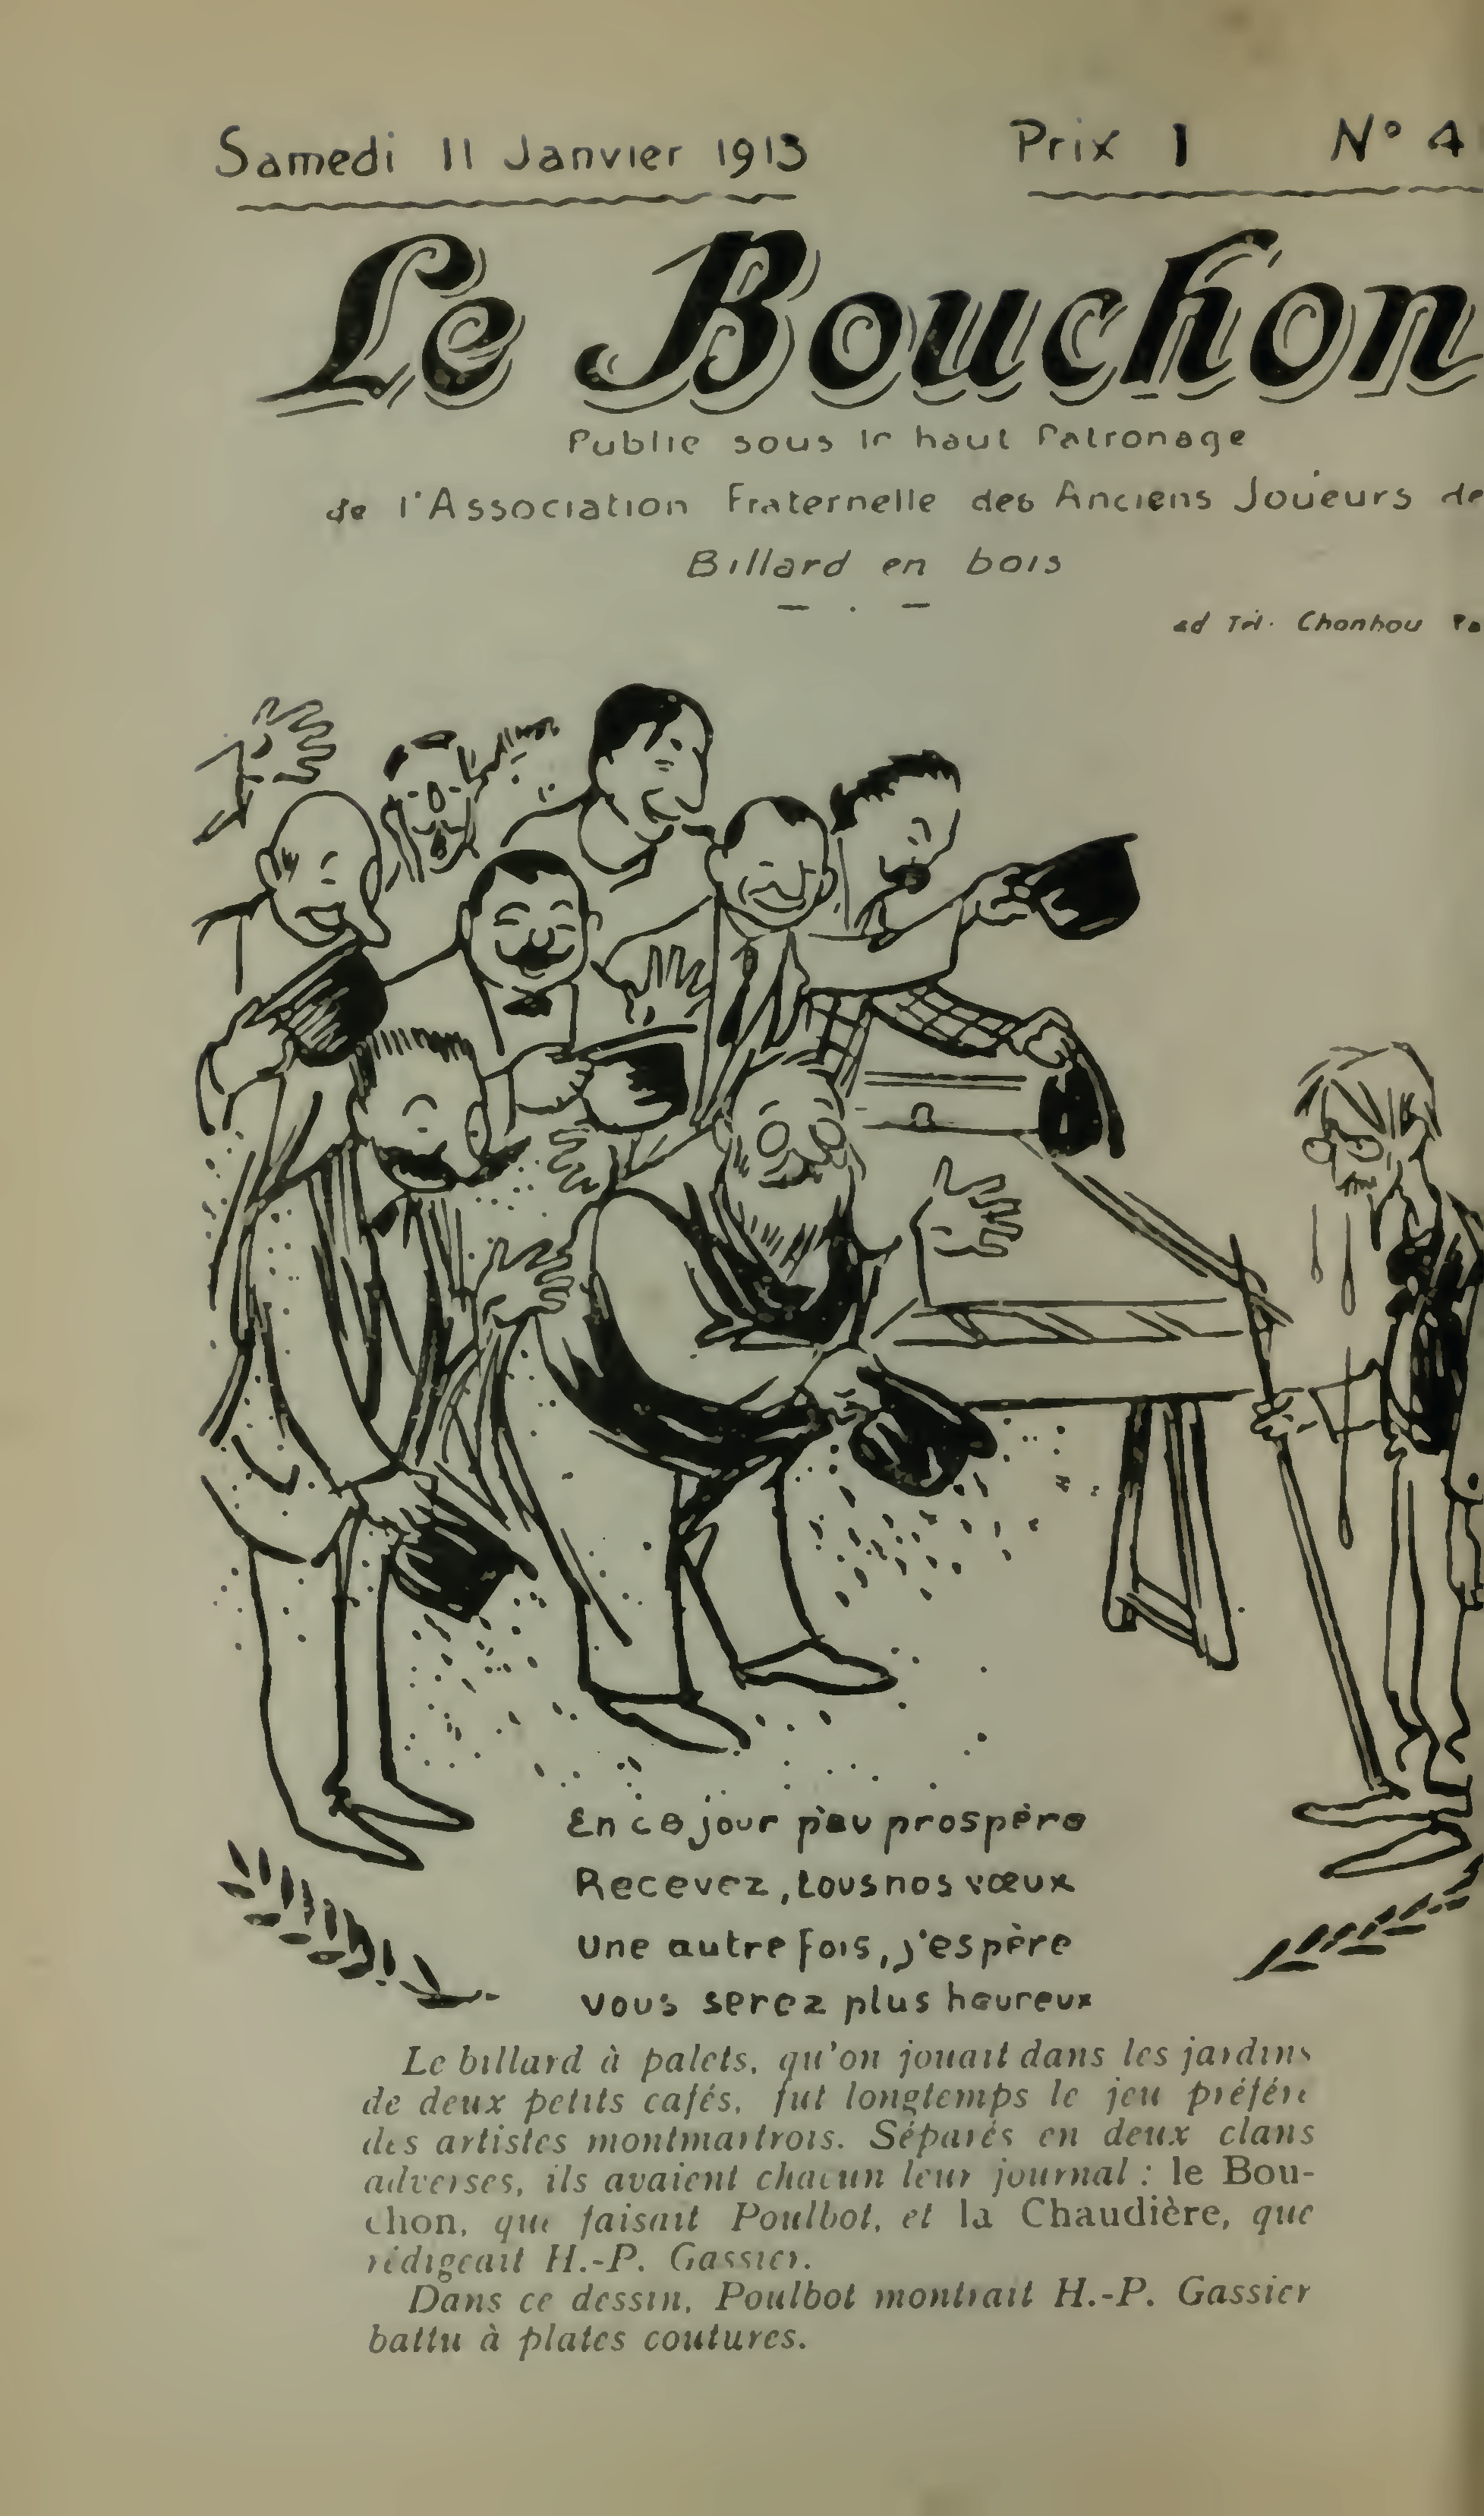 Samedi 11 Janvier 1913 Prix 1 N° 4
Le Bouchon
Publie sous le haut Patronage
de l'Association Fraternelle des Anciens Joueurs de
Billard en bois
Chonhou
En ce jour peu prospère
Recevez, tous nos vœux
Une autre fois, j'espère
vous serez plus heureux
Le billard à palets, qu'on jouait dans les jardins
de deux petits cafés, fut longtemps le jeu préféré
des artistes montmartrois. Séparés en deux clans
adverses, ils avaient chacun leur journal : le Bou-
chon, que faisait Poulbot, et la Chaudière, que
rédigeait H.-P. Gassier.
Dans ce dessin, Poulbot montrait H.-P. Gassier
battu à plates coutures.